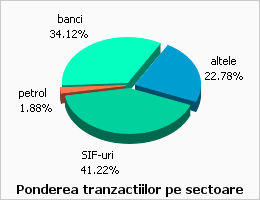 banci
34.12%
altele
22.78%
petrol
1.88%
SIF-uri
41.22%
Ponderea tranzactiilor pe sectoare